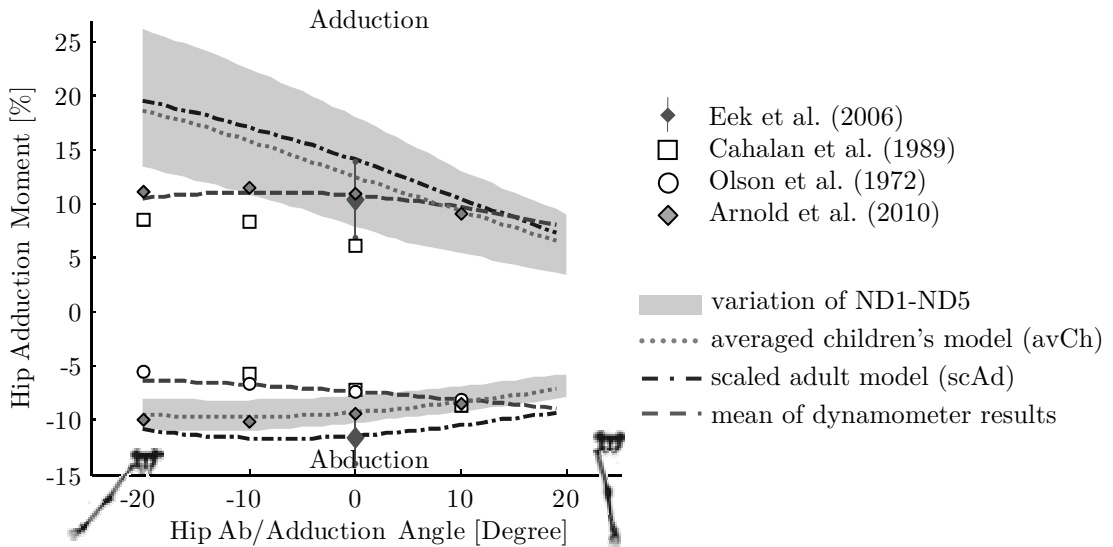 Adduction
Hip Adduction Moment [%]
25
20
15
10
5
0
-5
-10
-15
Abduction
-20
-10
0
10
20
Hip Ab/Adduction Angle [Degree]
Eek et al. (2006)
Cahalan et al. (1989)
Olson et al. (1972)
Arnold et al. (2010)
variation of ND1-ND5
averaged children's model (avCh)
scaled adult model (scAd)
mean of dynamometer results